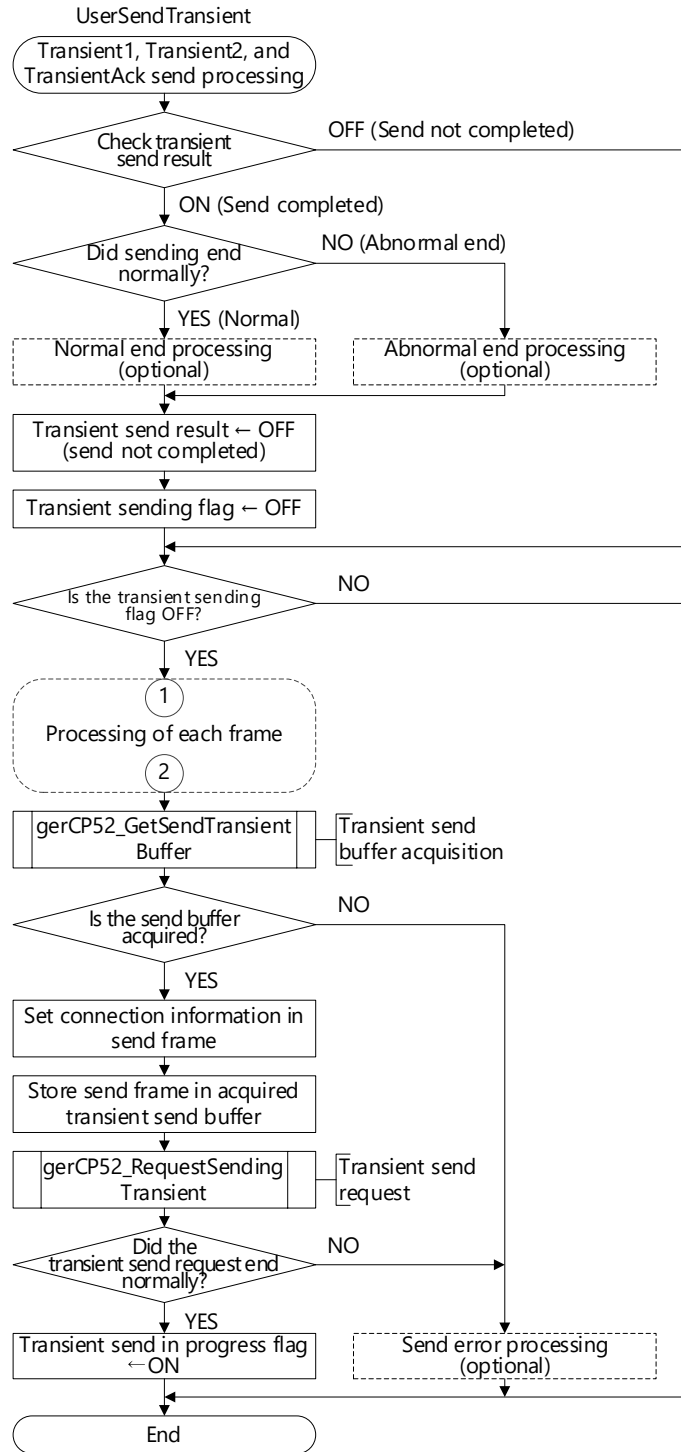 UserSendTransient
Transient1, Transient2, and
TransientAck send processing
Check transient
send result
OFF (Send not completed)
ON (Send completed)
Did sending end
normally?
NO (Abnormal end)
YES (Normal)
Normal end processing
(optional)
Abnormal end processing
(optional)
Transient send result ← OFF
(send not completed)
Transient sending flag ← OFF
Is the transient sending
flag OFF?
NO
YES
1
Processing of each frame
2
gerCP52_GetSendTransient
Buffer
Transient send
buffer acquisition
Is the send buffer
acquired?
NO
YES
Set connection information in
send frame
Store send frame in acquired
transient send buffer
gerCP52_RequestSending
Transient
Transient send
request
Did the
transient send request end
normally?
NO
YES
Transient send in progress flag
←ON
Send error processing
(optional)
End